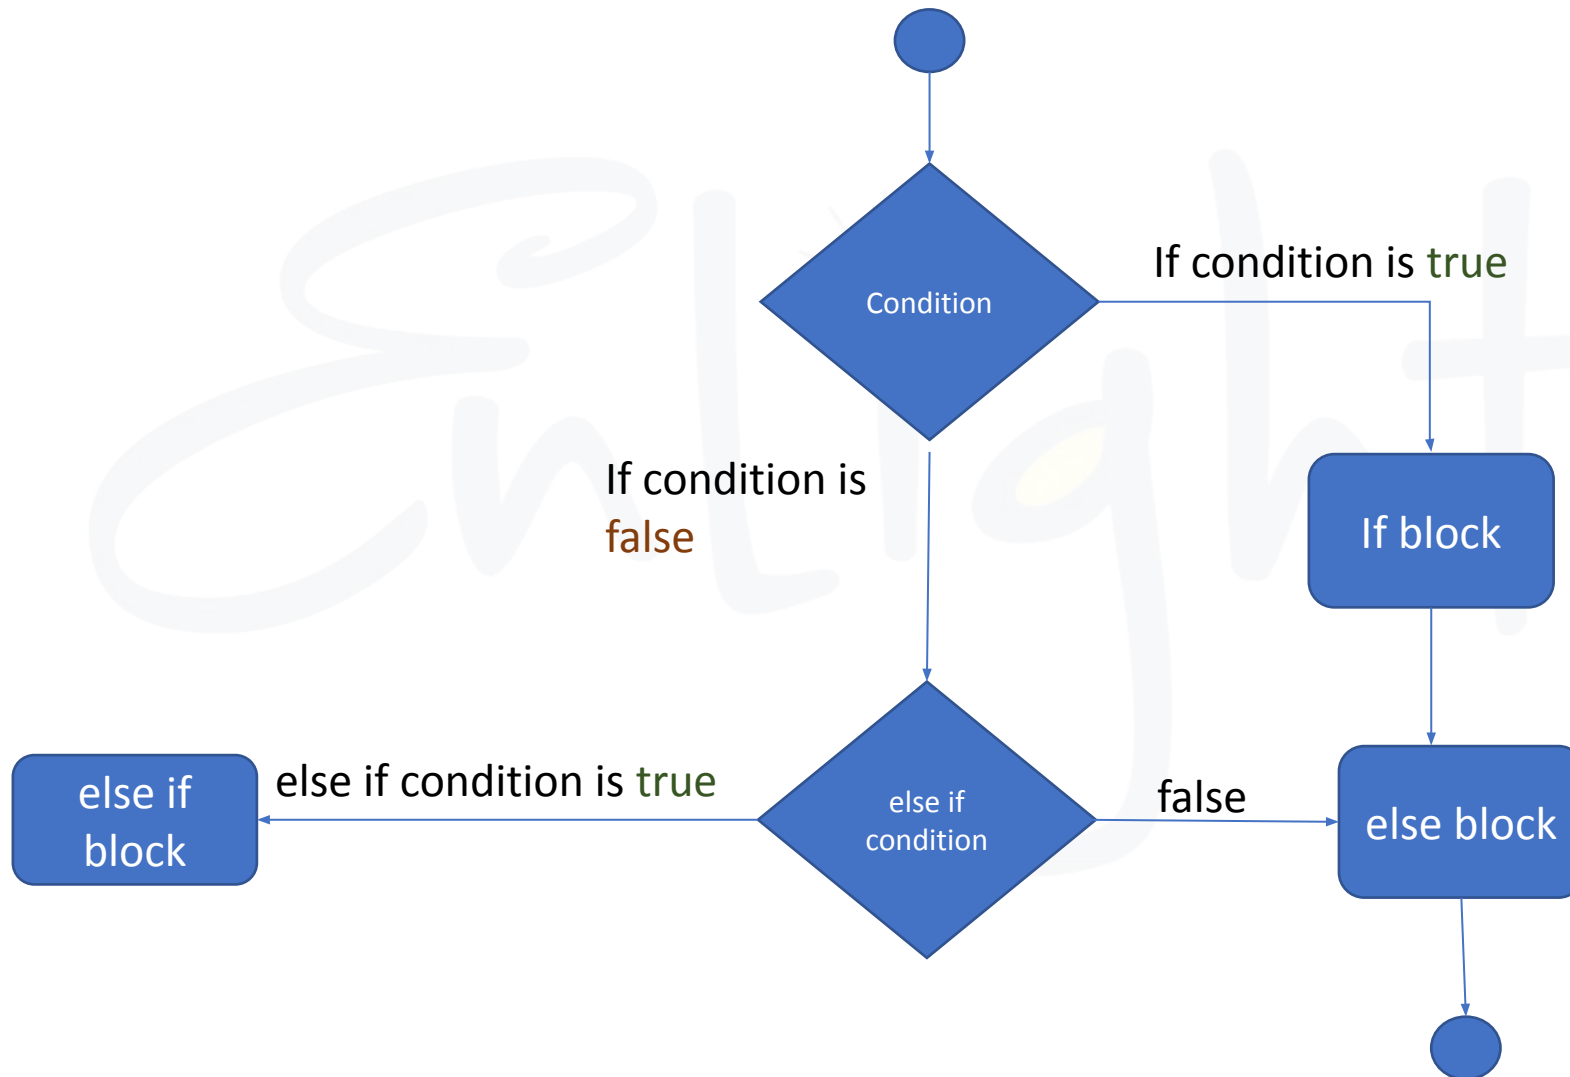 EnLight
Condition
If condition is true
If condition is
false
If block
else if
block
else if condition is true
else if
condition
false
else block